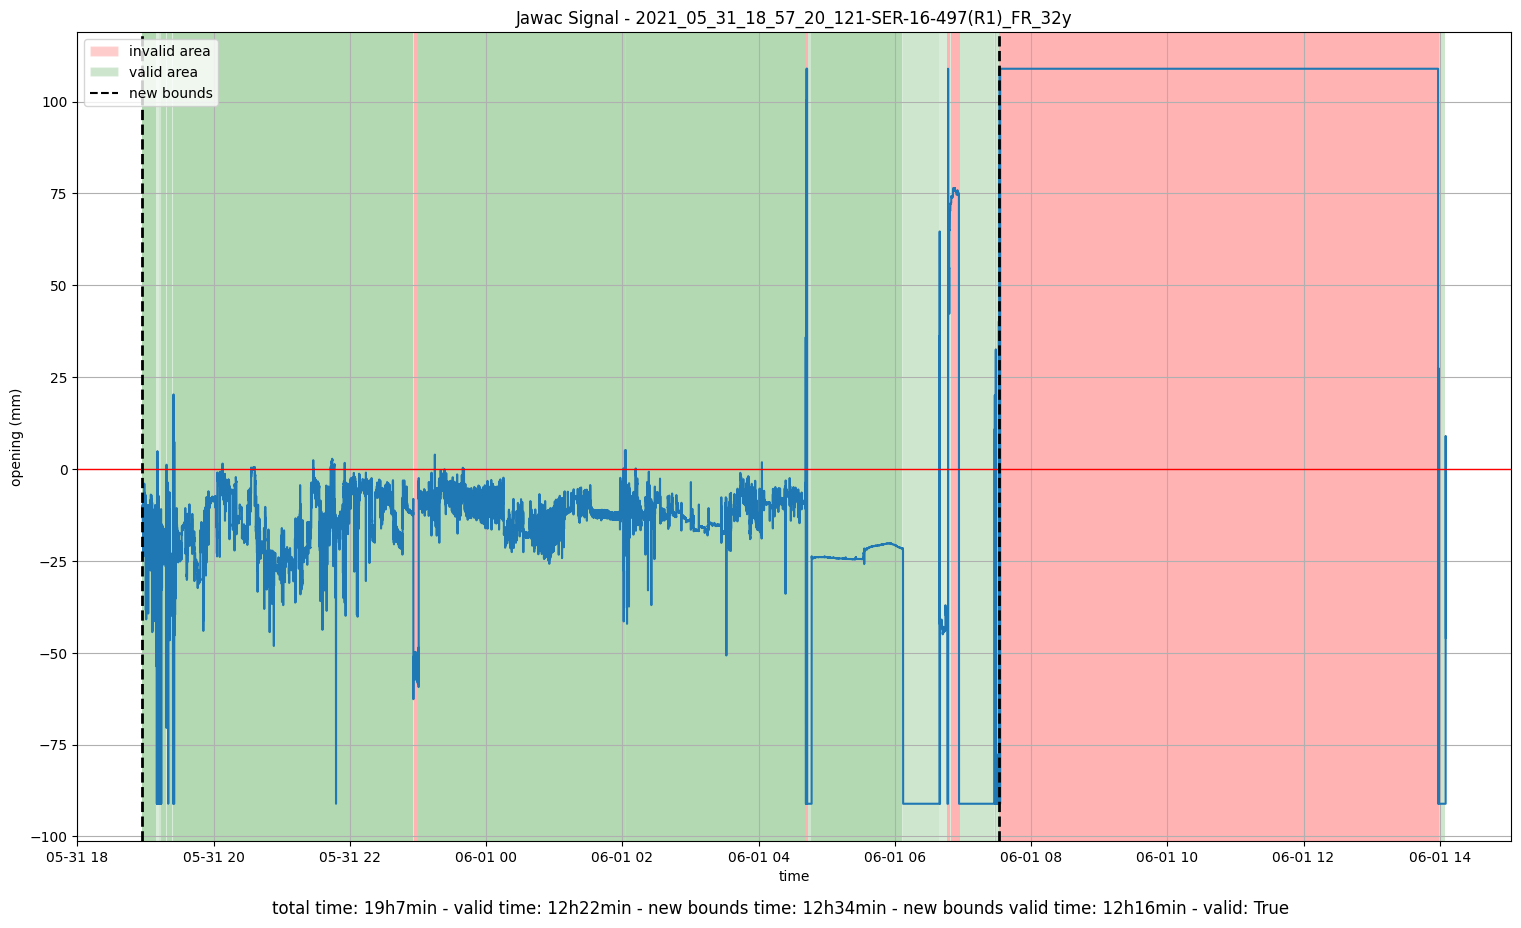 Jawac Signal - 2021_05_31_18_57_20_121-SER-16-497(R1)_FR_32y
invalid area
valid area
new bounds
opening (mm)
100
75
50
25
0
−25
−50
−75
−100
05-31 18
05-31 20
05-31 22
06-01 00
06-01 02
06-01 04
06-01 06
06-01 08
06-01 10
06-01 12
06-01 14
time
total time: 19h7min - valid time: 12h22min - new bounds time: 12h34min - new bounds valid time: 12h16min - valid: True